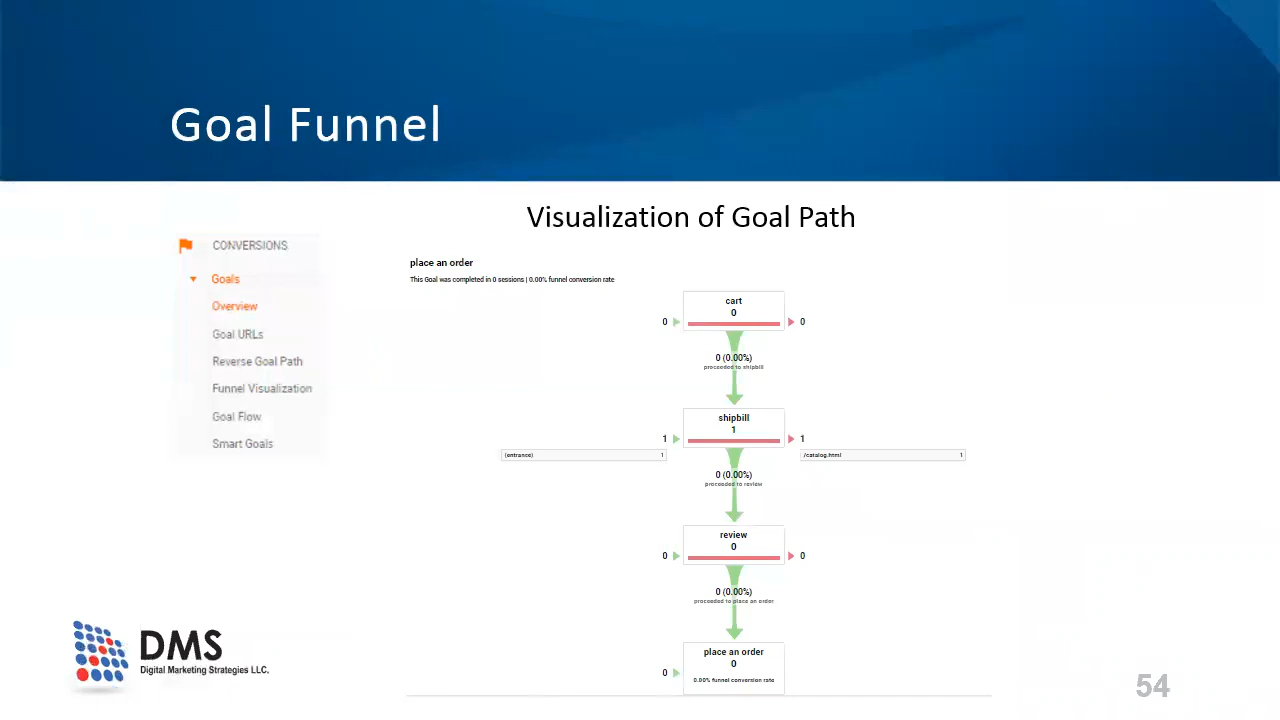 Goal Funnel
Visualization of Goal Path
CONVERSIONS
Goals
Overview
Goal URLs
Reverse Goal Path
Funnel Visualization
Goal Flow
Smart Goals
place an order
This Goal was completed in 0 sessions | 0.00% funnel conversion rate
cart
0
0
0
0 (0.00%)
proceeded to shipbill
shipbill
1
1
1
(entrance) 1
/catalog.html 1
0 (0.00%)
proceeded to review
review
0
0
0
0 (0.00%)
proceeded to place an order
place an order
0
0
0.00% funnel conversion rate
DMS
Digital Marketing Strategies LLC.
54